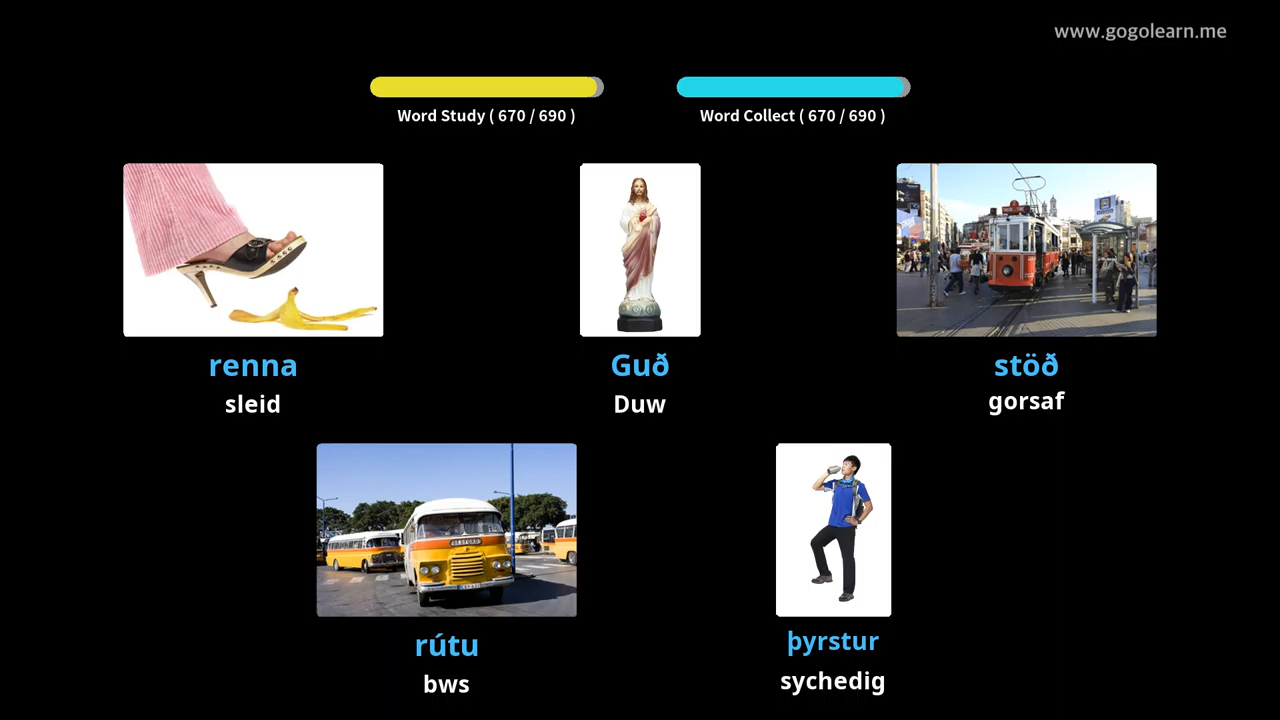 www.gogolearn.me
Word Study ( 670 / 690 )
Word Collect ( 670 / 690 )
renna
sleid
Guð
Duw
stöð
gorsaf
rútu
bws
þyrstur
sychedig